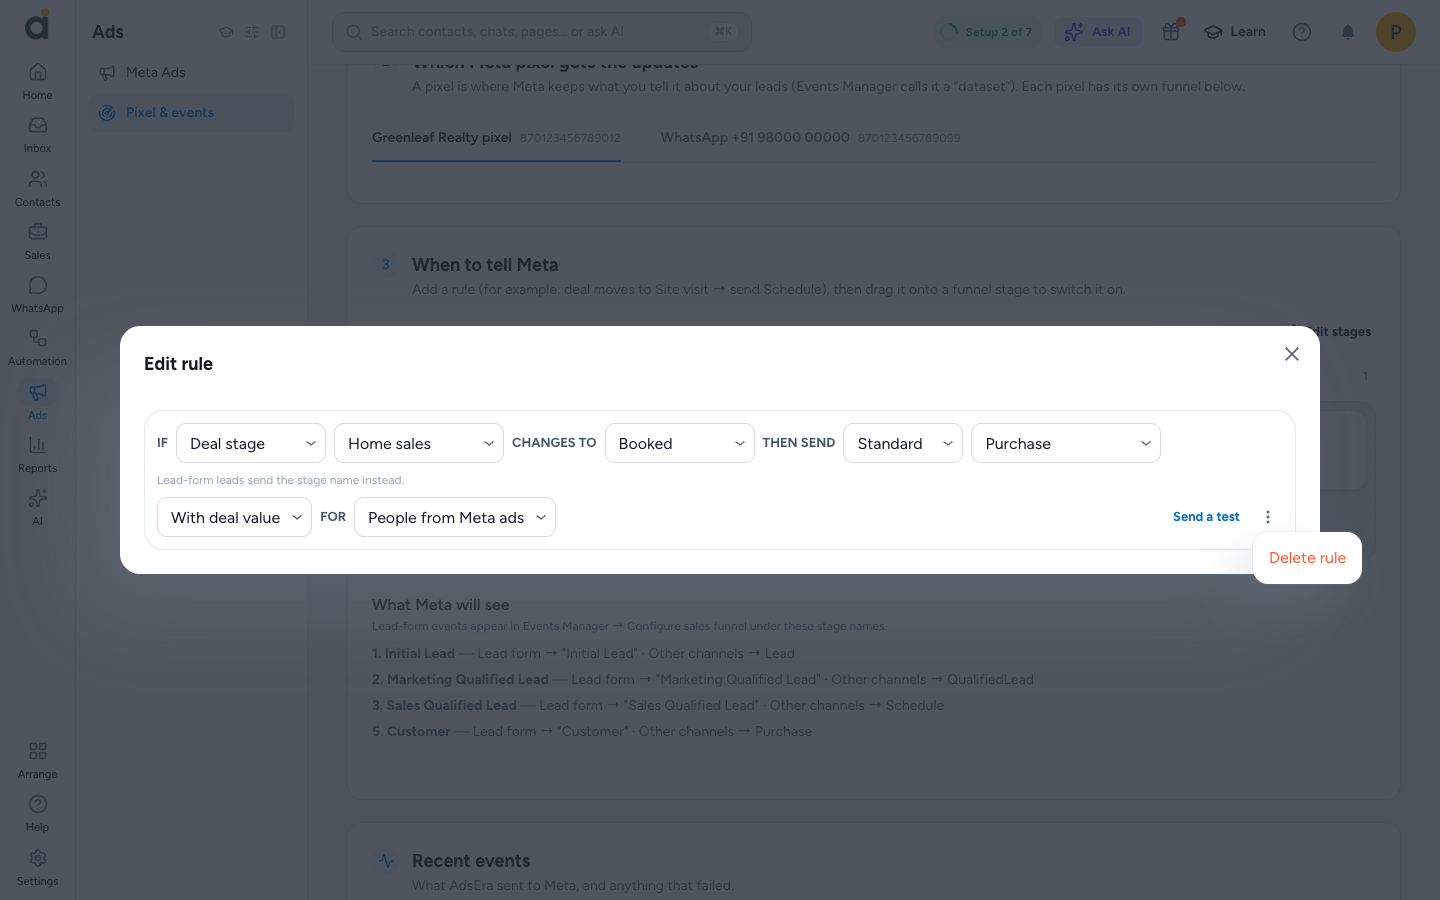 Ads
Search contacts, chats, pages... or ask AI
⌘K
Setup 2 of 7
Ask AI
Learn
P
Home
Inbox
Contacts
Sales
WhatsApp
Automation
Ads
Reports
AI
Arrange
Help
Settings
Meta Ads
Pixel & events
Which Meta pixel gets the updates
A pixel is where Meta keeps what you tell it about your leads (Events Manager calls it a "dataset"). Each pixel has its own funnel below.
Greenleaf Realty pixel 870123456789012
WhatsApp +91 98000 00000 870123456789099
3
When to tell Meta
Add a rule (for example: deal moves to Site visit → send Schedule), then drag it onto a funnel stage to switch it on.
dit stages
1
Edit rule
IF Deal stage Home sales CHANGES TO Booked THEN SEND Standard Purchase
Lead-form leads send the stage name instead.
With deal value FOR People from Meta ads
Send a test
Delete rule
What Meta will see
Lead-form events appear in Events Manager → Configure sales funnel under these stage names.
1. Initial Lead — Lead form → "Initial Lead" · Other channels → Lead
2. Marketing Qualified Lead — Lead form → "Marketing Qualified Lead" · Other channels → QualifiedLead
3. Sales Qualified Lead — Lead form → "Sales Qualified Lead" · Other channels → Schedule
5. Customer — Lead form → "Customer" · Other channels → Purchase
Recent events
What AdsEra sent to Meta, and anything that failed.